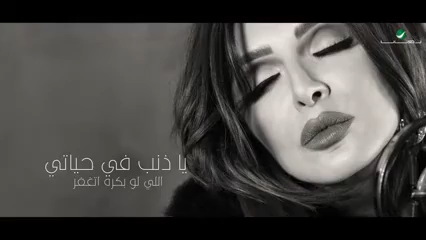 يا ذنب في حياتي
اللي لو بكرة اتغفر